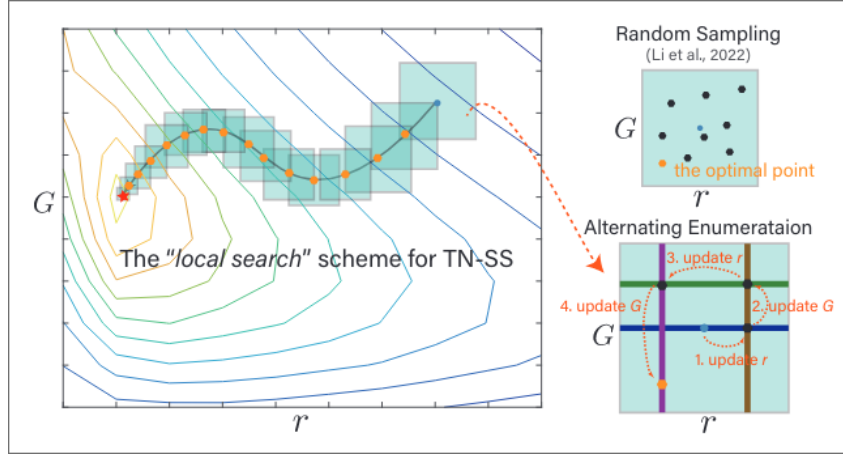 G
The "local search" scheme for TN-SS
r
Random Sampling
(Li et al., 2022)
G
the optimal point
r
Alternating Enumerataion
3. update r
4. update G
2. update G
G
1. update r
r